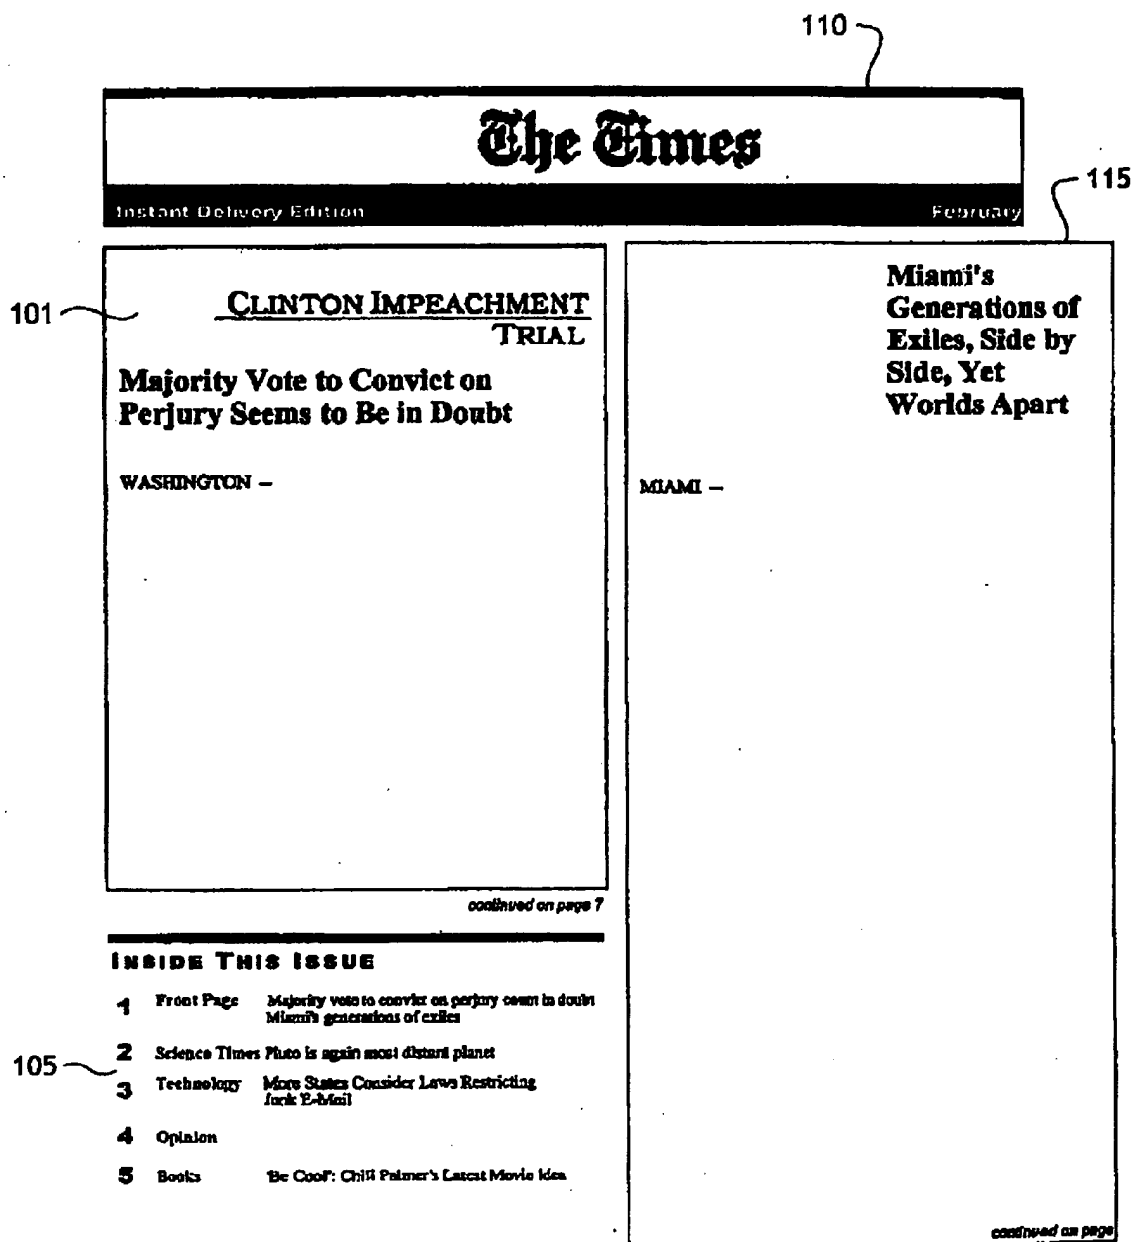 110
The Times
Instant Delivery Edition February
115
101
CLINTON IMPEACHMENT
TRIAL
Majority Vote to Convict on
Perjury Seems to Be in Doubt
WASHINGTON –
continued on page 7
Miami's
Generations of
Exiles, Side by
Side, Yet
Worlds Apart
MIAMI –
continued on page
INSIDE THIS ISSUE
1 Front Page Majority vote to convict on perjury count in doubt
Miami's generations of exiles
2 Science Times Pluto is again most distant planet
105
3 Technology More States Consider Laws Restricting
Junk E-Mail
4 Opinion
5 Books 'Be Cool': Chili Palmer's Latest Movie Idea